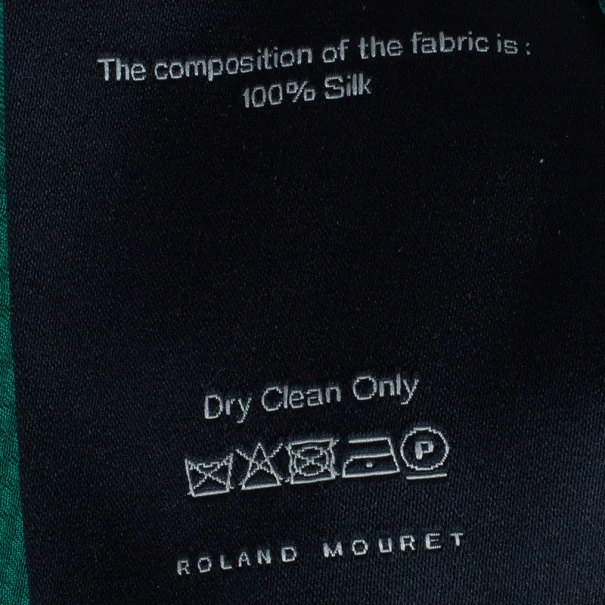 The composition of the fabric is :
100% Silk
Dry Clean Only
P
ROLAND MOURET